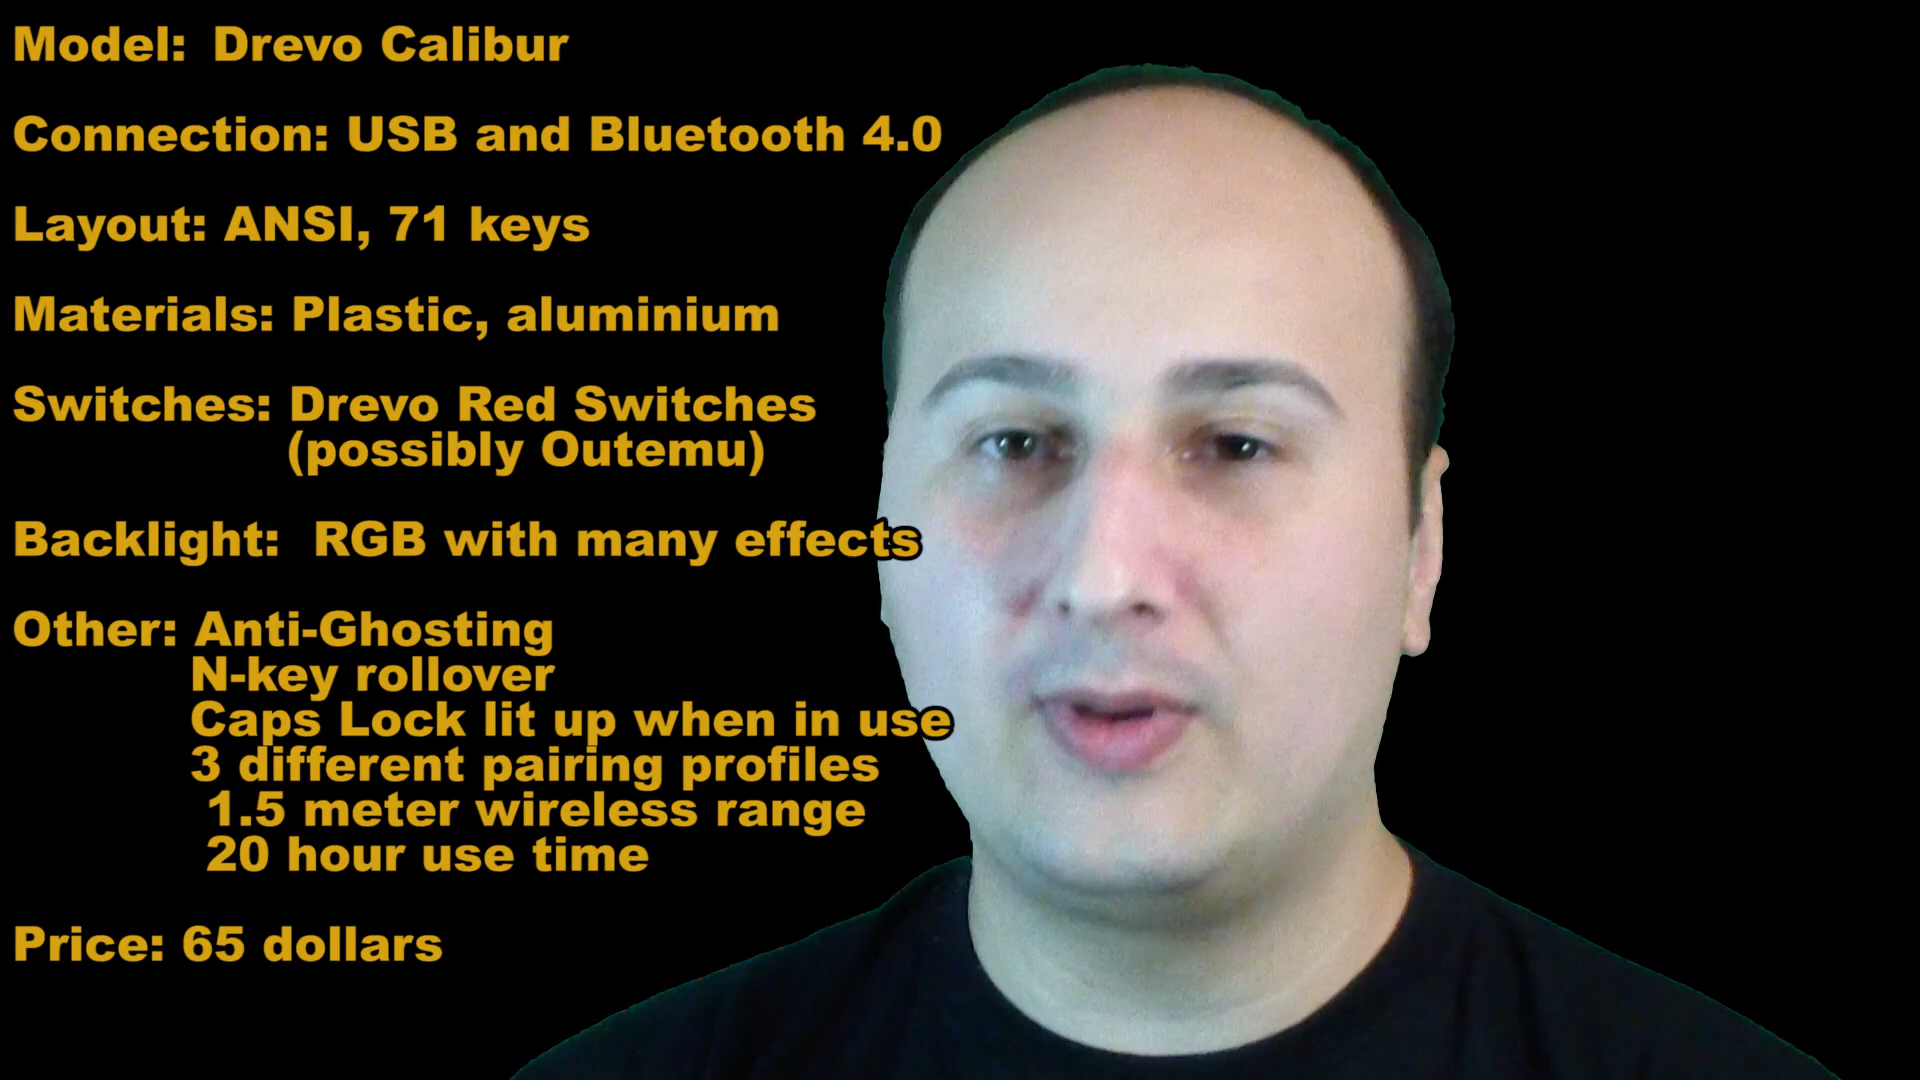 Model: Drevo Calibur
Connection: USB and Bluetooth 4.0
Layout: ANSI, 71 keys
Materials: Plastic, aluminium
Switches: Drevo Red Switches
(possibly Outemu)
Backlight: RGB with many effects
Other: Anti-Ghosting
N-key rollover
Caps Lock lit up when in use
3 different pairing profiles
1.5 meter wireless range
20 hour use time
Price: 65 dollars